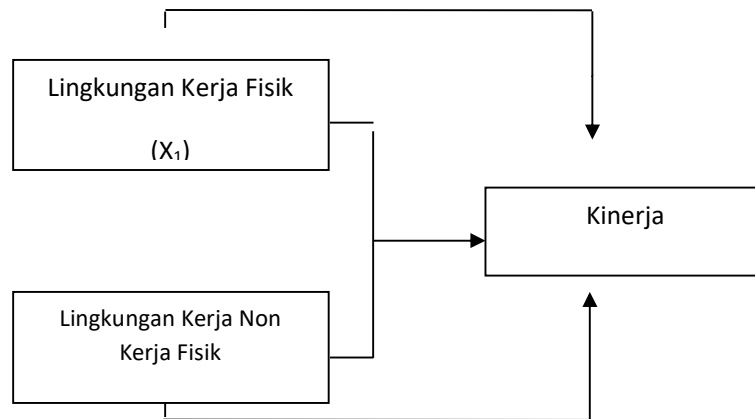 Lingkungan Kerja Fisik
(X₁)
Kinerja
Lingkungan Kerja Non
Kerja Fisik